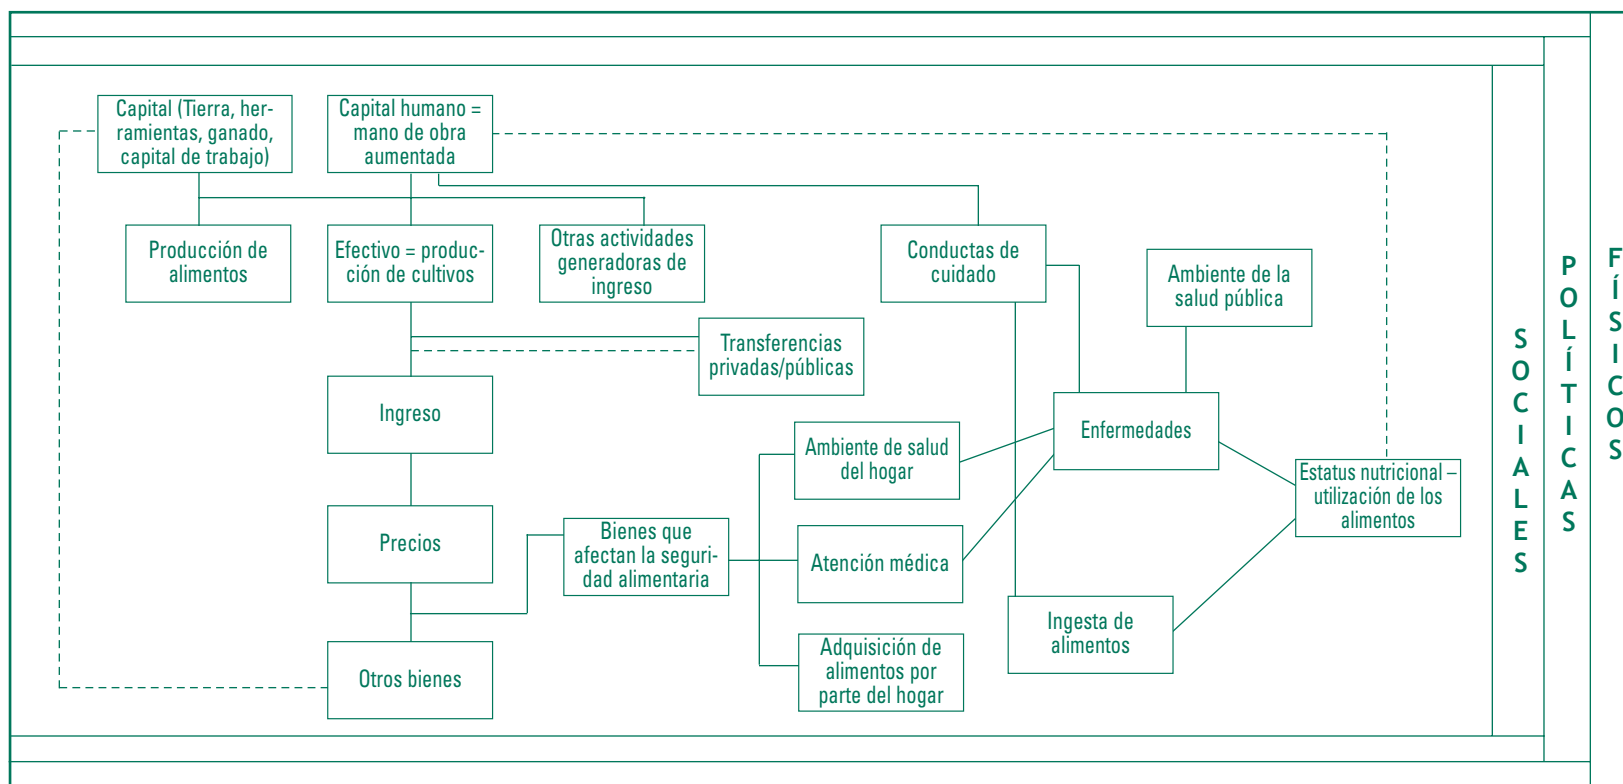 Capital (Tierra, her-
ramientas, ganado,
capital de trabajo)
Capital humano =
mano de obra
aumentada
Producción de
alimentos
Efectivo = produc-
ción de cultivos
Otras actividades
generadoras de
ingreso
Conductas de
cuidado
Ambiente de la
salud pública
Transferencias
privadas/públicas
Ingreso
Ambiente de salud
del hogar
Enfermedades
Estatus nutricional –
utilización de los
alimentos
Precios
Bienes que
afectan la seguri-
dad alimentaria
Atención médica
Ingesta de
alimentos
Otros bienes
Adquisición de
alimentos por
parte del hogar
SOCIALES
POLÍTICAS
FÍSICOS